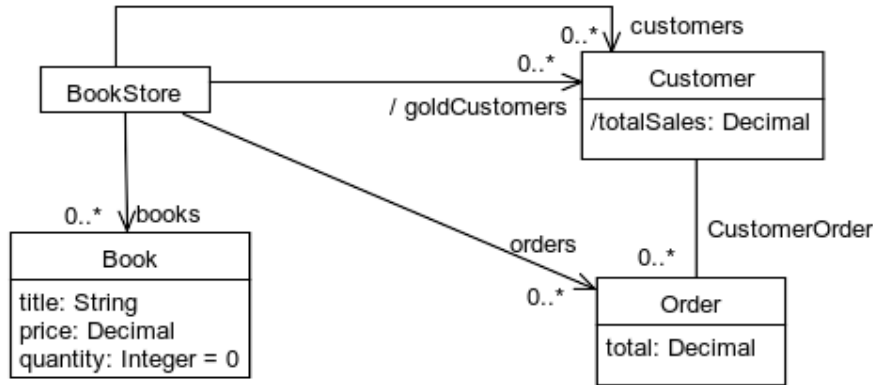 customers
0..*
0..*
Customer
BookStore
/ goldCustomers
/totalSales: Decimal
0..*
books
CustomerOrder
orders
0..*
Book
0..*
Order
title: String
price: Decimal
total: Decimal
quantity: Integer = 0